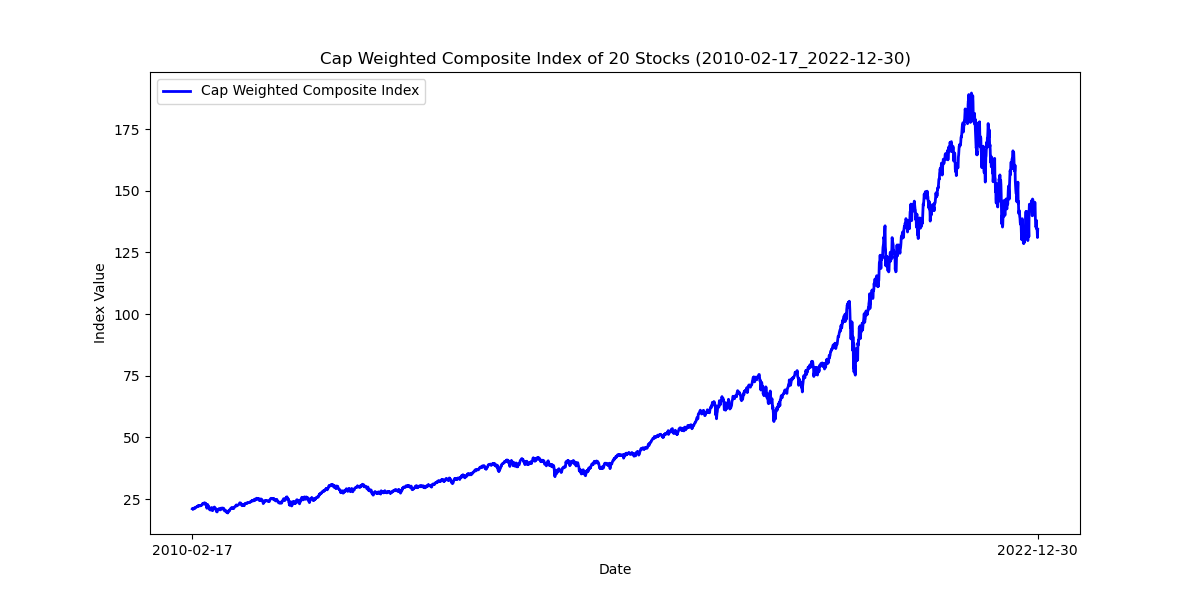 Cap Weighted Composite Index of 20 Stocks (2010-02-17_2022-12-30)
Cap Weighted Composite Index
175
150
125
100
75
50
25
Index Value
2010-02-17
2022-12-30
Date